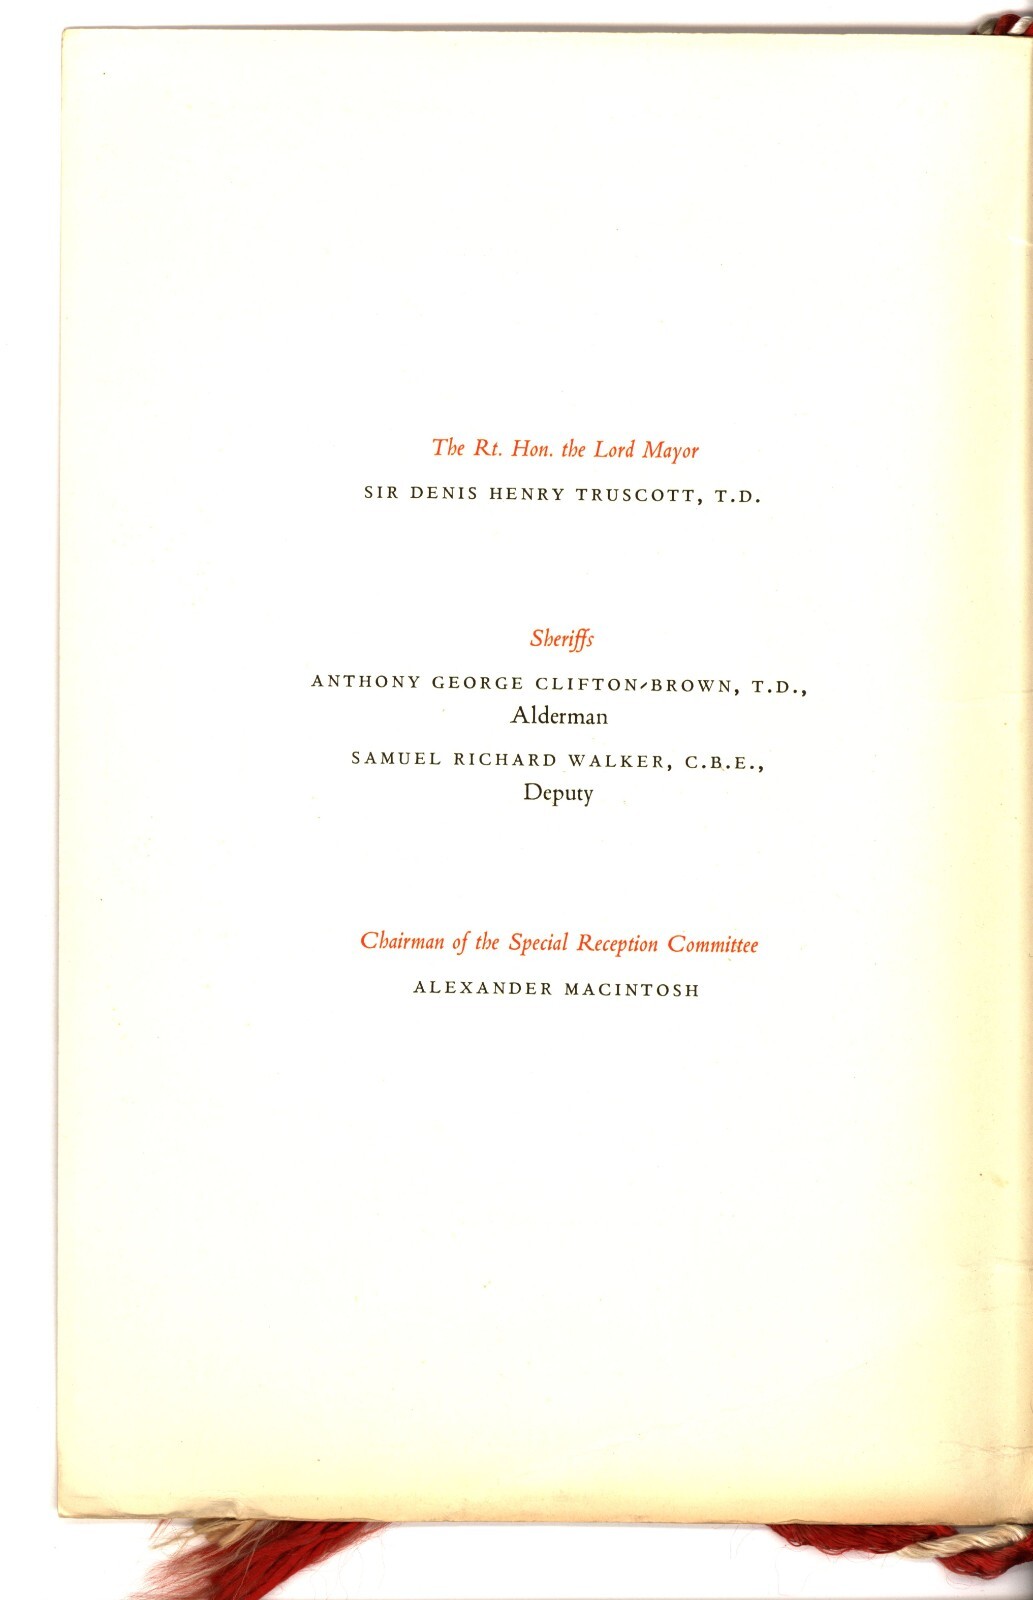 The Rt. Hon. the Lord Mayor
SIR DENIS HENRY TRUSCOTT, T.D.
Sheriffs
ANTHONY GEORGE CLIFTON-BROWN, T.D.,
Alderman
SAMUEL RICHARD WALKER, C.B.E.,
Deputy
Chairman of the Special Reception Committee
ALEXANDER MACINTOSH